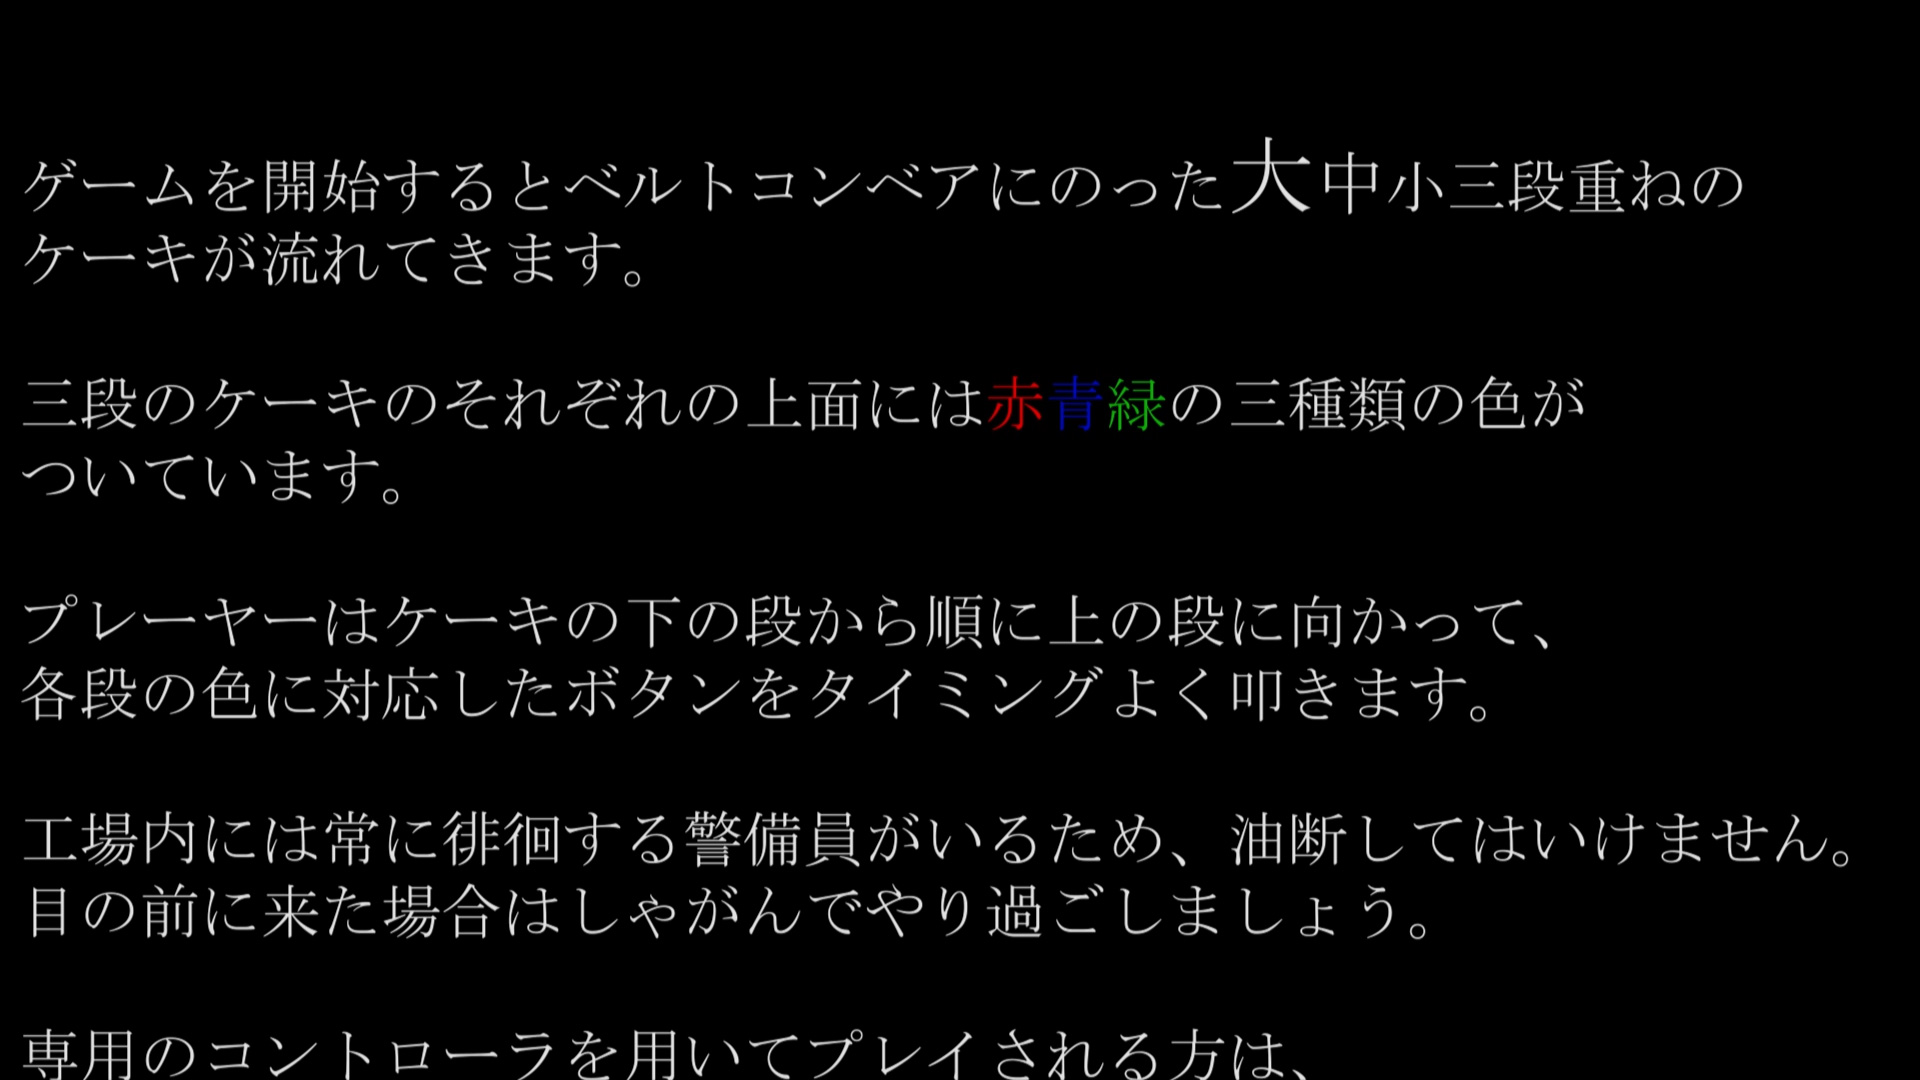 ゲームを開始するとベルトコンベアにのった大中小三段重ねの
ケーキが流れてきます。
三段のケーキのそれぞれの上面には赤青緑の三種類の色が
ついています。
プレーヤーはケーキの下の段から順に上の段に向かって、
各段の色に対応したボタンをタイミングよく叩きます。
工場内には常に徘徊する警備員がいるため、油断してはいけません。
目の前に来た場合はしゃがんでやり過ごしましょう。
専用のコントローラを用いてプレイされる方は、